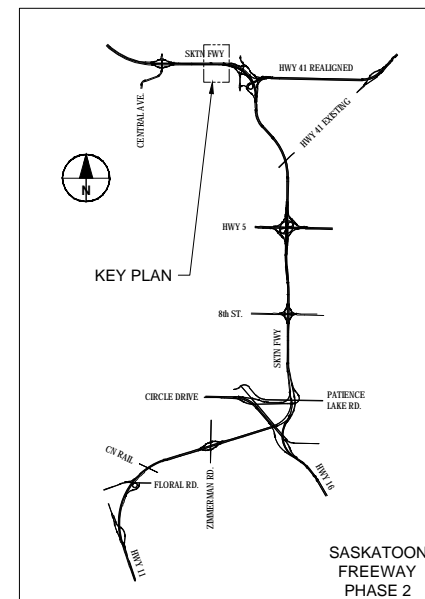 SKTN FWY
HWY 41 REALIGNED
CENTRAL AVE.
HWY 41 EXISTING
N
HWY 5
KEY PLAN
8th ST.
SKTN FWY
CIRCLE DRIVE
PATIENCE
LAKE RD.
CN RAIL
ZIMMERMAN RD.
FLORAL RD.
HWY 16
HWY 11
SASKATOON
FREEWAY
PHASE 2